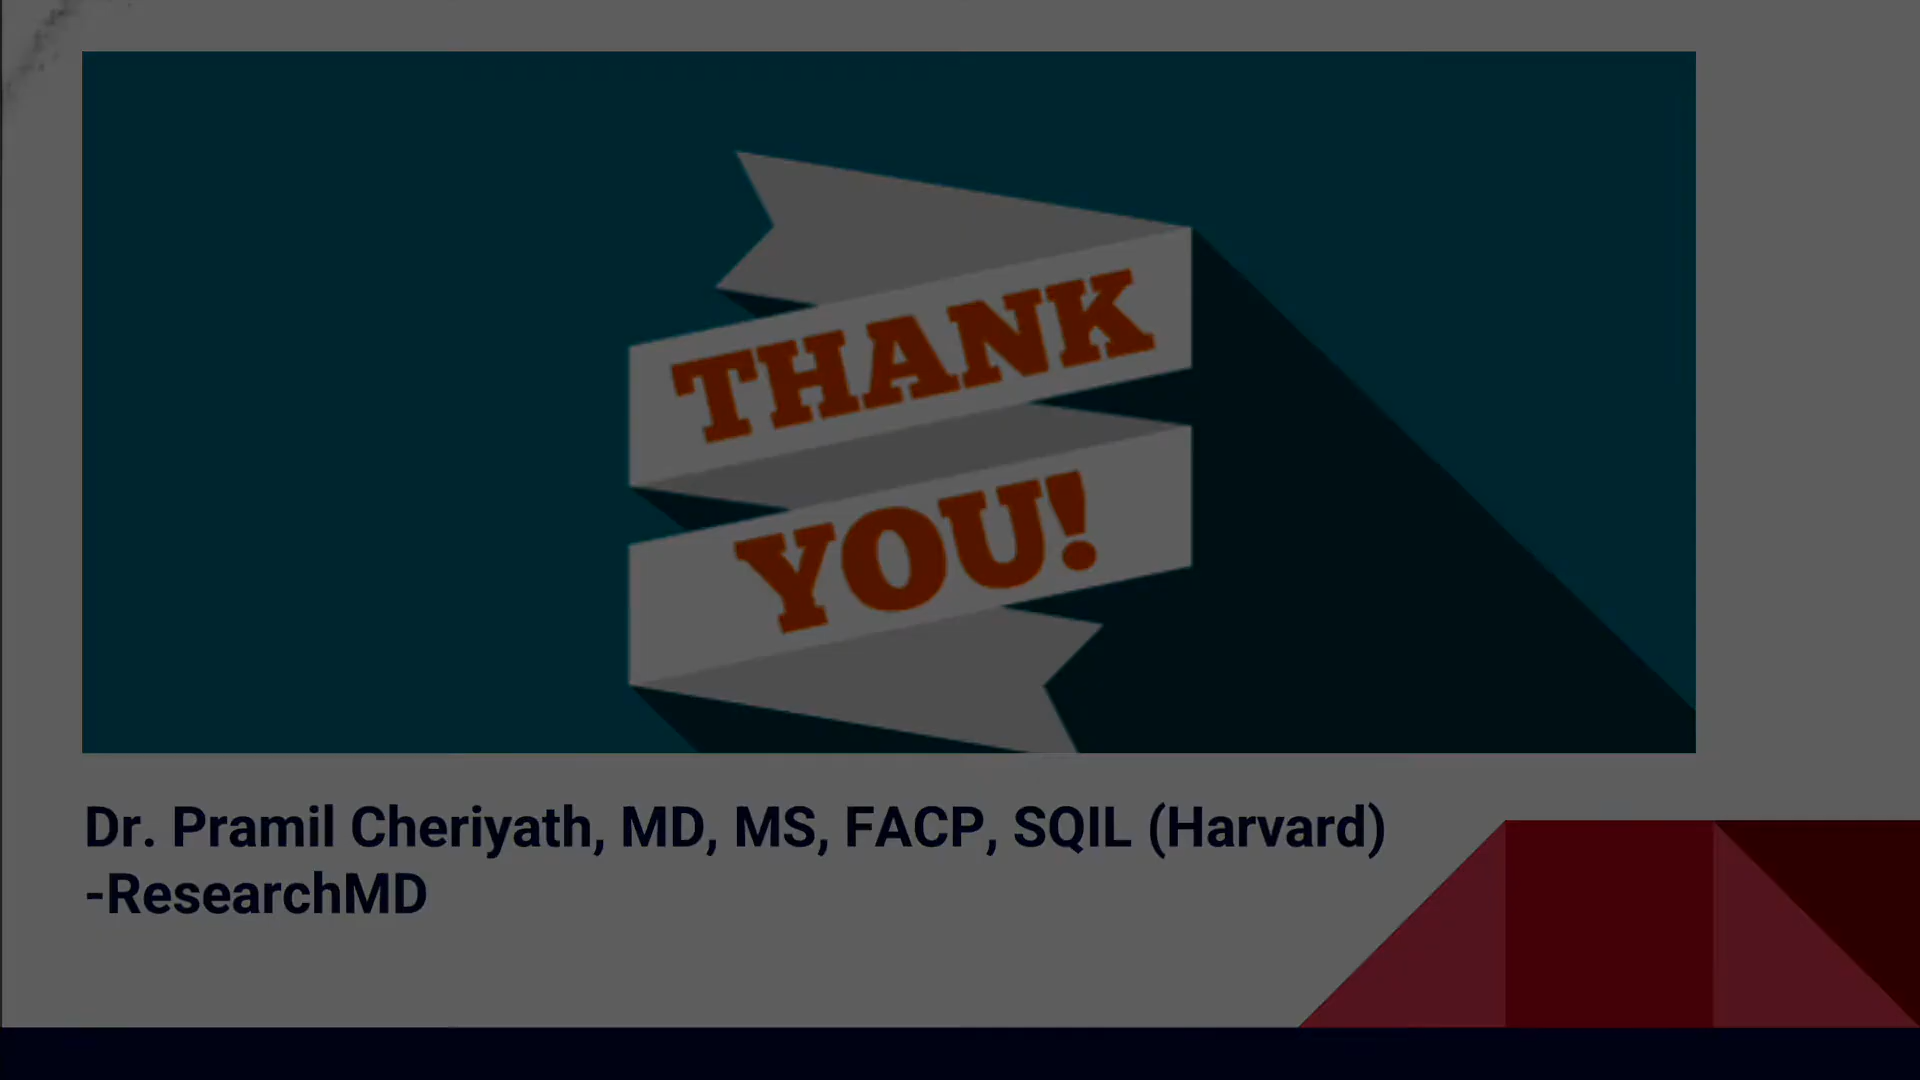 THANK
YOU!
Dr. Pramil Cheriyath, MD, MS, FACP, SQIL (Harvard)
-ResearchMD